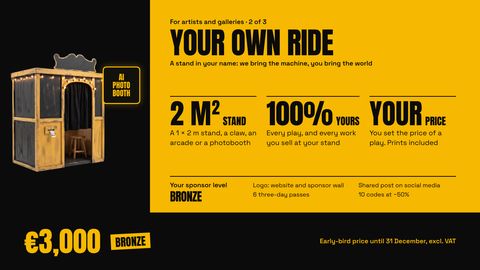 For artists and galleries · 2 of 3
YOUR OWN RIDE
A stand in your name: we bring the machine, you bring the world
AI
PHOTO
BOOTH
2 M² STAND
A 1 × 2 m stand, a claw, an
arcade or a photobooth
100% YOURS
Every play, and every work
you sell at your stand
YOUR PRICE
You set the price of a
play. Prints included
Your sponsor level
BRONZE
Logo: website and sponsor wall
6 three-day passes
Shared post on social media
10 codes at −50%
€3,000 BRONZE
Early-bird price until 31 December, excl. VAT